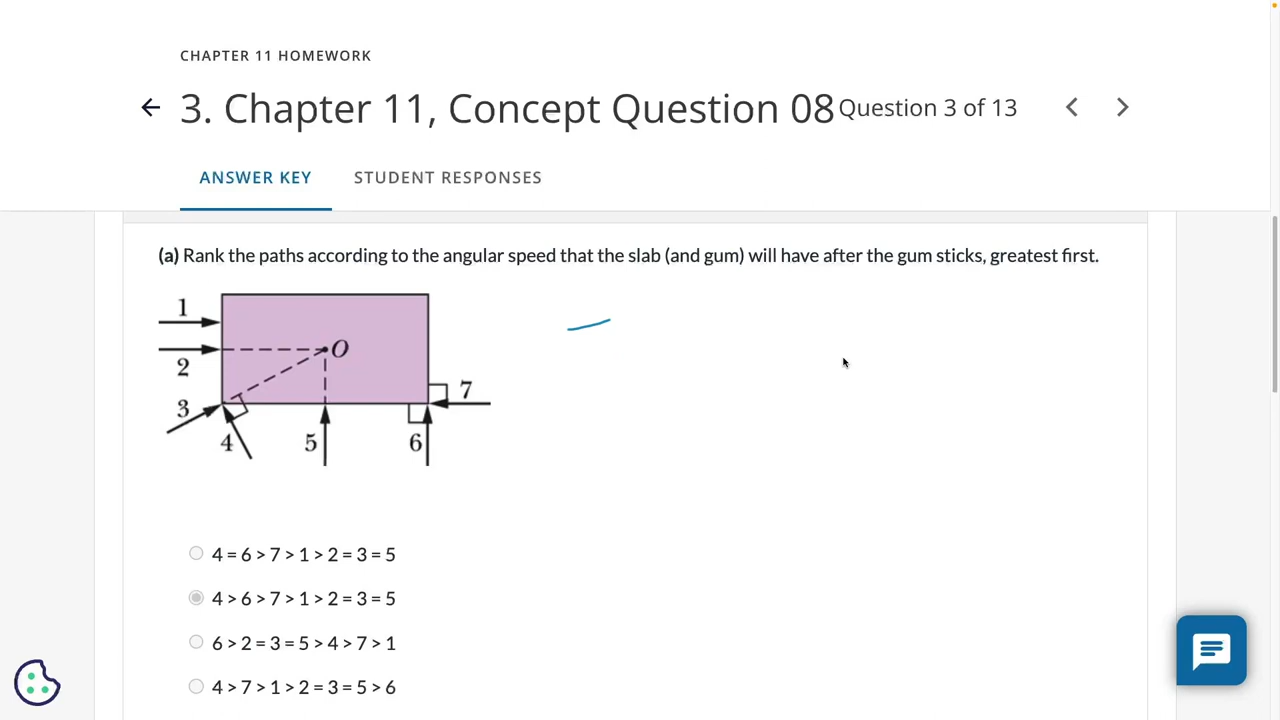 CHAPTER 11 HOMEWORK
3. Chapter 11, Concept Question 08 Question 3 of 13
ANSWER KEY STUDENT RESPONSES
(a) Rank the paths according to the angular speed that the slab (and gum) will have after the gum sticks, greatest first.
1
O
2
7
3
4 5 6
4 = 6 > 7 > 1 > 2 = 3 = 5
4 > 6 > 7 > 1 > 2 = 3 = 5
6 > 2 = 3 = 5 > 4 > 7 > 1
4 > 7 > 1 > 2 = 3 = 5 > 6